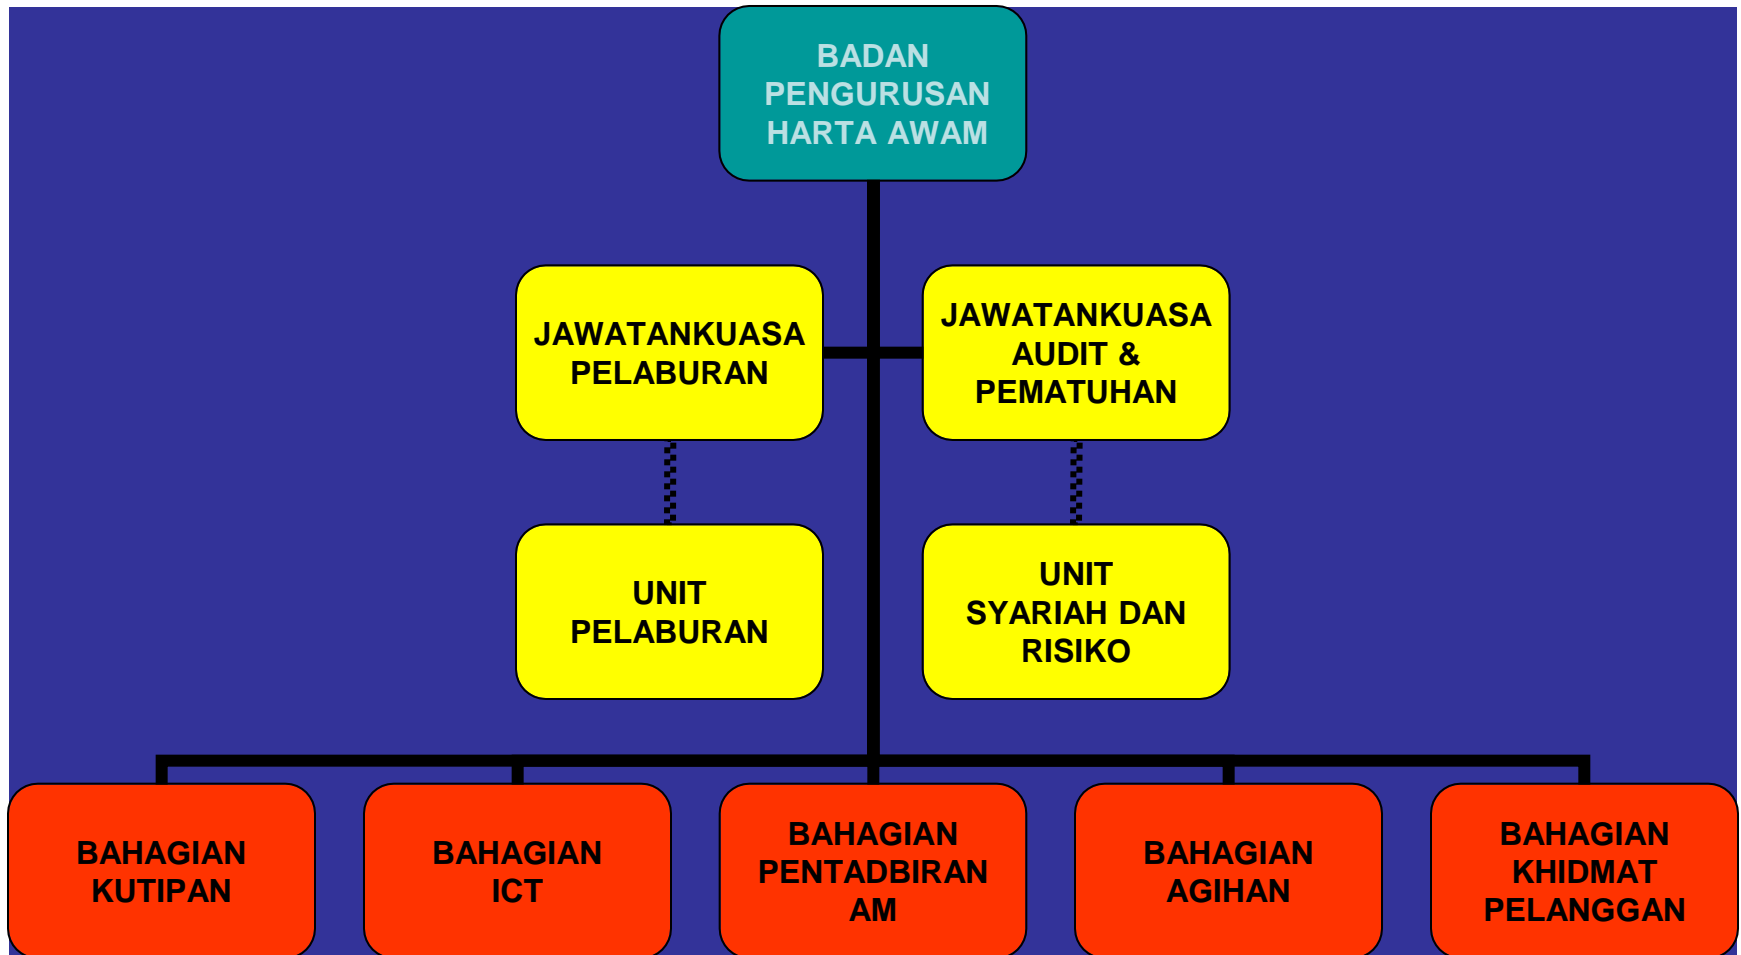 BADAN
PENGURUSAN
HARTA AWAM
JAWATANKUASA
PELABURAN
JAWATANKUASA
AUDIT &
PEMATUHAN
UNIT
PELABURAN
UNIT
SYARIAH DAN
RISIKO
BAHAGIAN
KUTIPAN
BAHAGIAN
ICT
BAHAGIAN
PENTADBIRAN
AM
BAHAGIAN
AGIHAN
BAHAGIAN
KHIDMAT
PELANGGAN